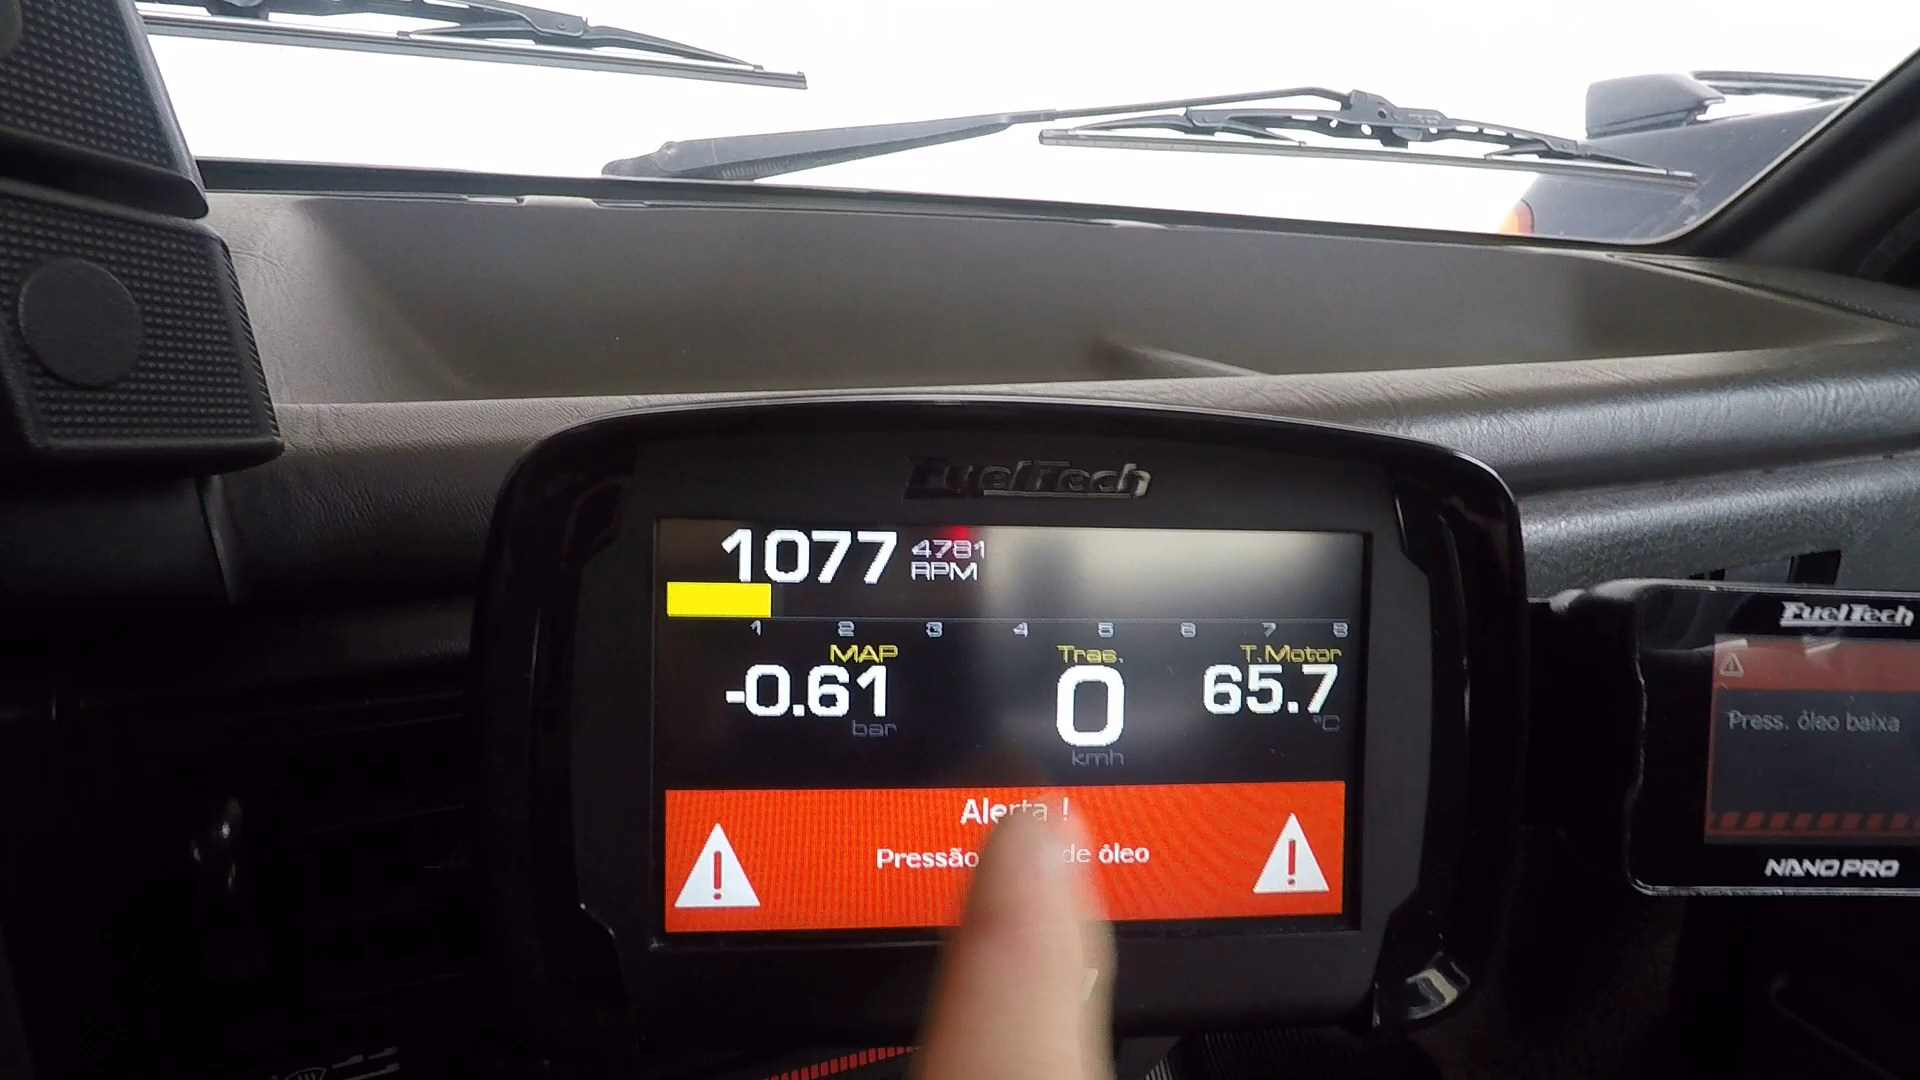 FuelTech
1077 4781
RPM
1 2 3 4 5 6 7 8
MAP Tras. T.Motor
-0.61 0 65.7
bar kmh °C
Alerta !
Pressão de óleo
FuelTech
Press. óleo baixa
NANO PRO